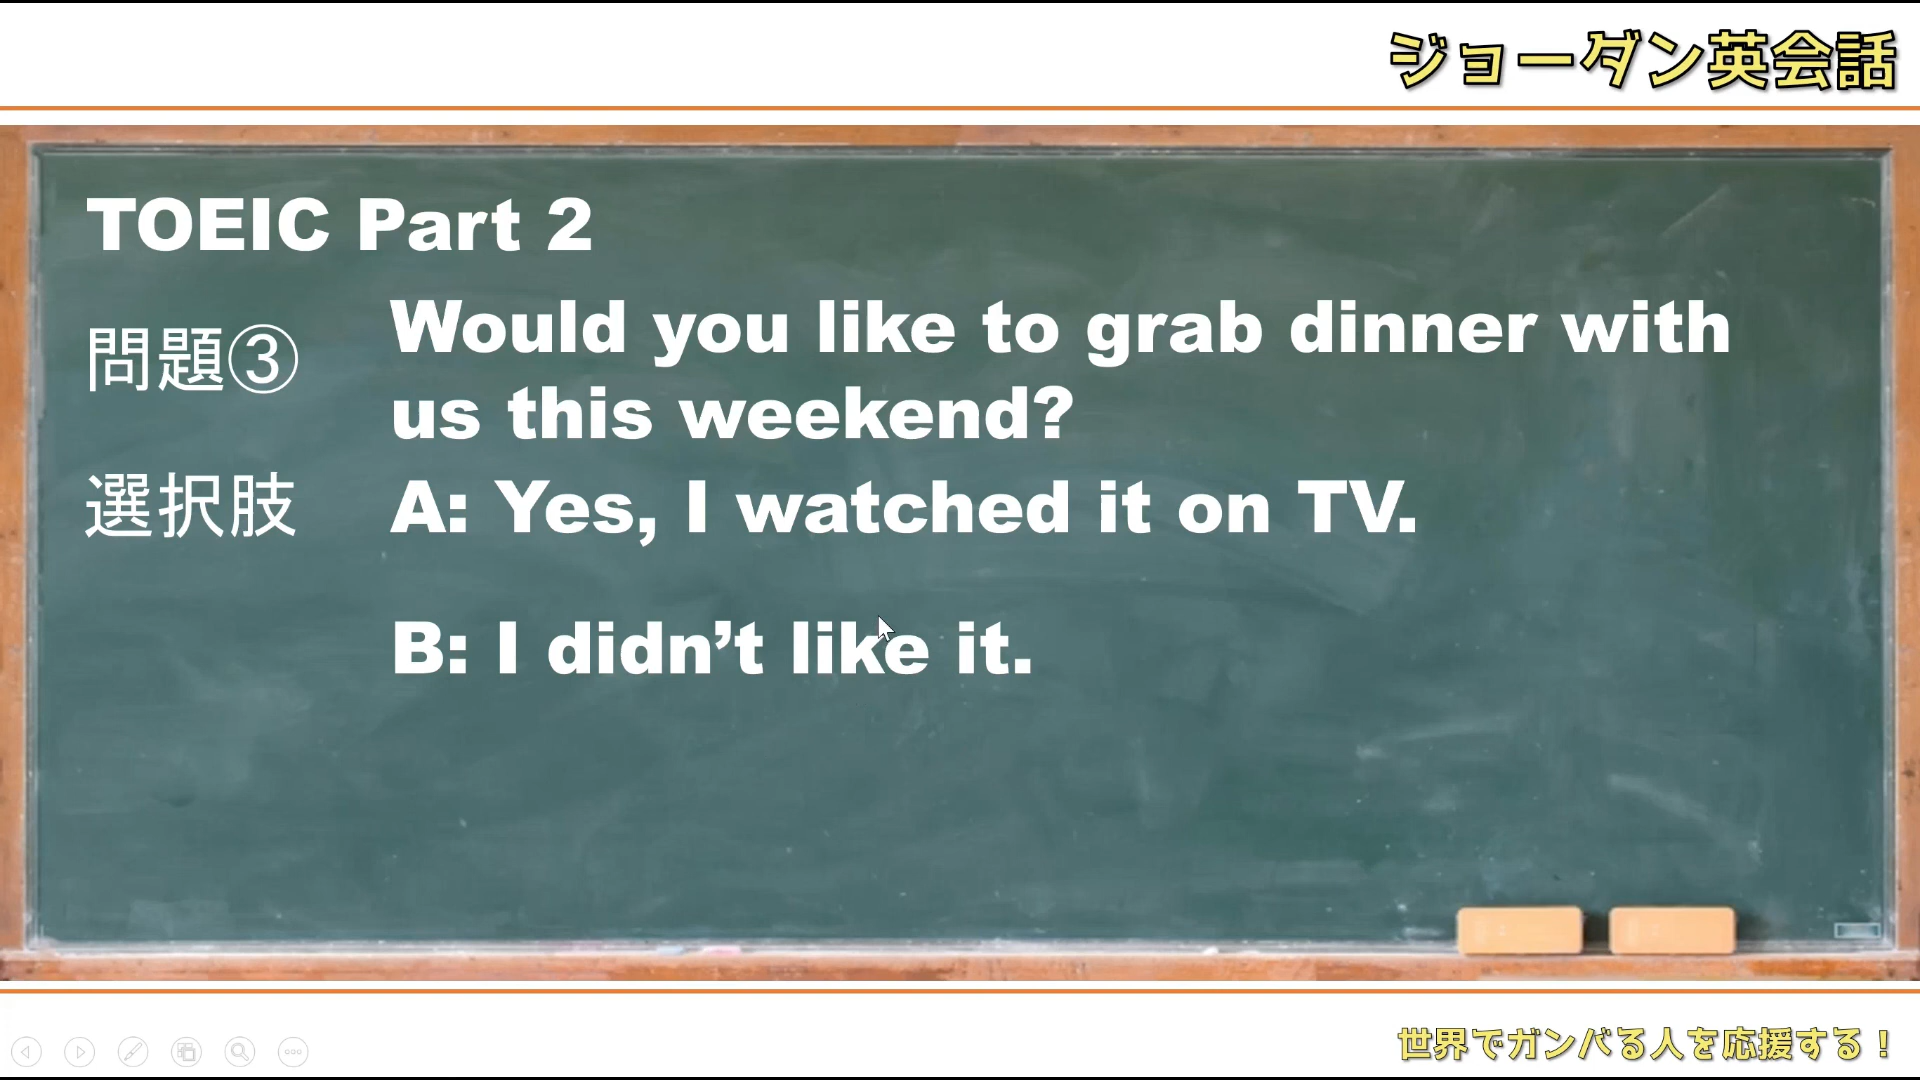 ジョーダン英会話
TOEIC Part 2
問題③
Would you like to grab dinner with
us this weekend?
選択肢
A: Yes, I watched it on TV.
B: I didn’t like it.
世界でガンバる人を応援する！